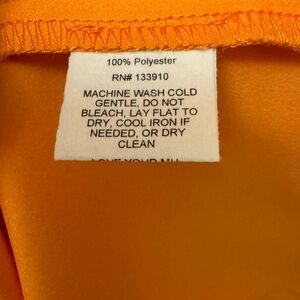 100% Polyester
RN# 133910
MACHINE WASH COLD
GENTLE, DO NOT
BLEACH, LAY FLAT TO
DRY, COOL IRON IF
NEEDED, OR DRY
CLEAN